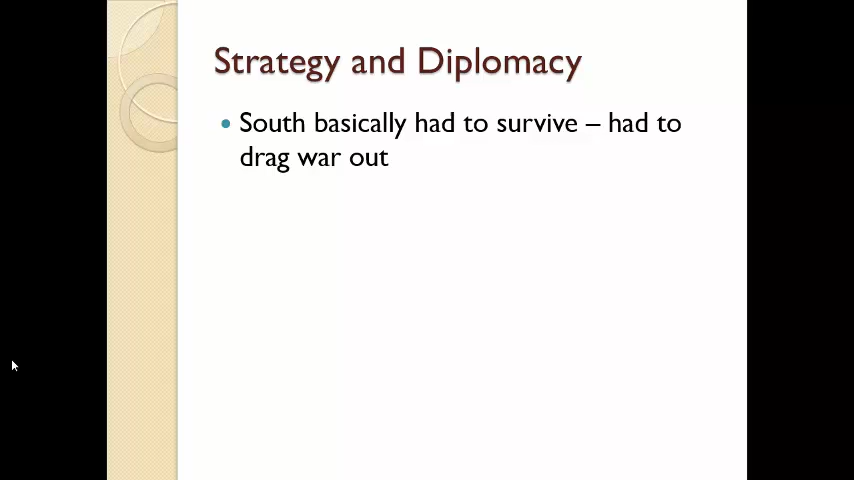 Strategy and Diplomacy
• South basically had to survive – had to
drag war out